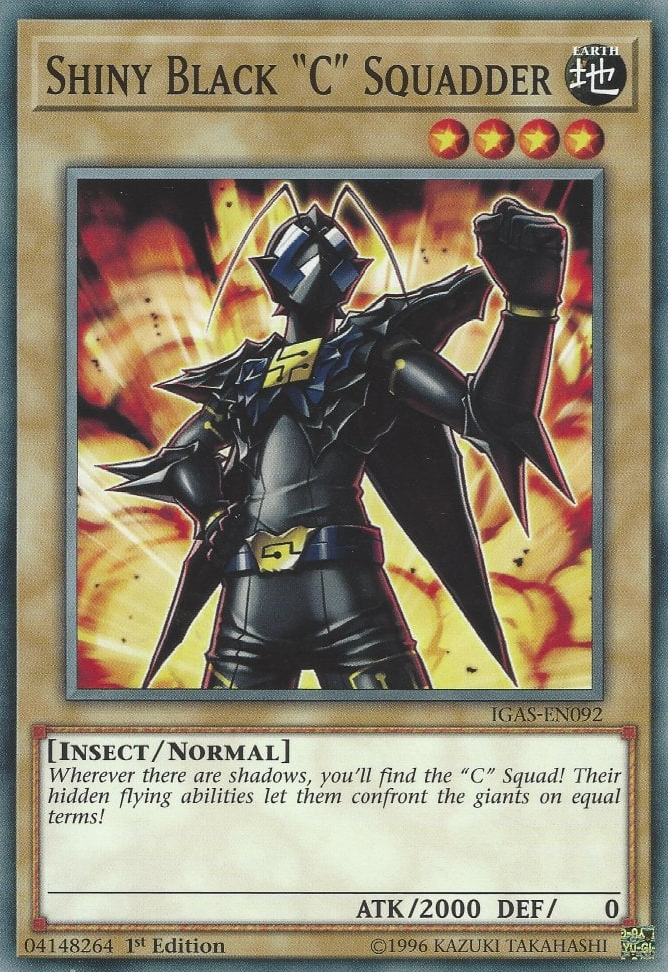 SHINY BLACK "C" SQUADDER
EARTH
地
IGAS-EN092
[INSECT/NORMAL]
Wherever there are shadows, you'll find the “C” Squad! Their
hidden flying abilities let them confront the giants on equal
terms!
ATK/2000 DEF/ 0
04148264 1st Edition
©1996 KAZUKI TAKAHASHI